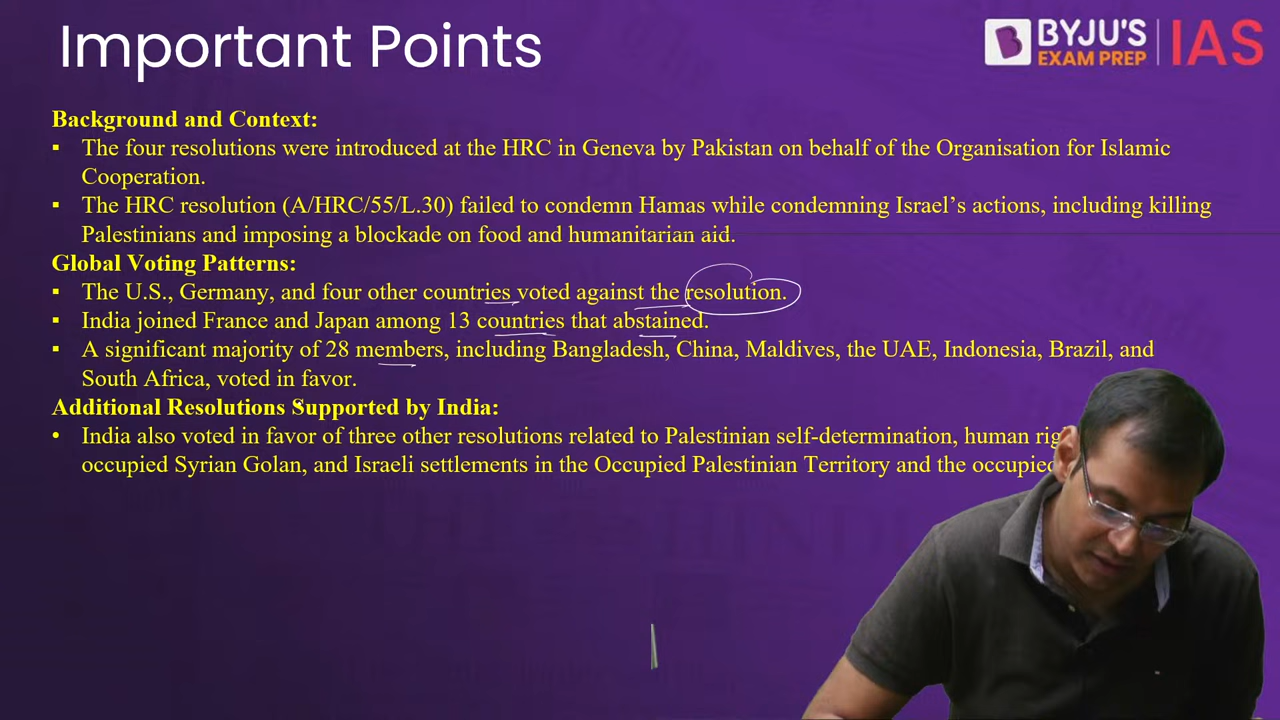 Important Points
BYJU'S
EXAM PREP
IAS
Background and Context:
▪ The four resolutions were introduced at the HRC in Geneva by Pakistan on behalf of the Organisation for Islamic
Cooperation.
▪ The HRC resolution (A/HRC/55/L.30) failed to condemn Hamas while condemning Israel’s actions, including killing
Palestinians and imposing a blockade on food and humanitarian aid.
Global Voting Patterns:
▪ The U.S., Germany, and four other countries voted against the resolution.
▪ India joined France and Japan among 13 countries that abstained.
▪ A significant majority of 28 members, including Bangladesh, China, Maldives, the UAE, Indonesia, Brazil, and
South Africa, voted in favor.
Additional Resolutions Supported by India:
• India also voted in favor of three other resolutions related to Palestinian self-determination, human
occupied Syrian Golan, and Israeli settlements in the Occupied Palestinian Territory and the occupied